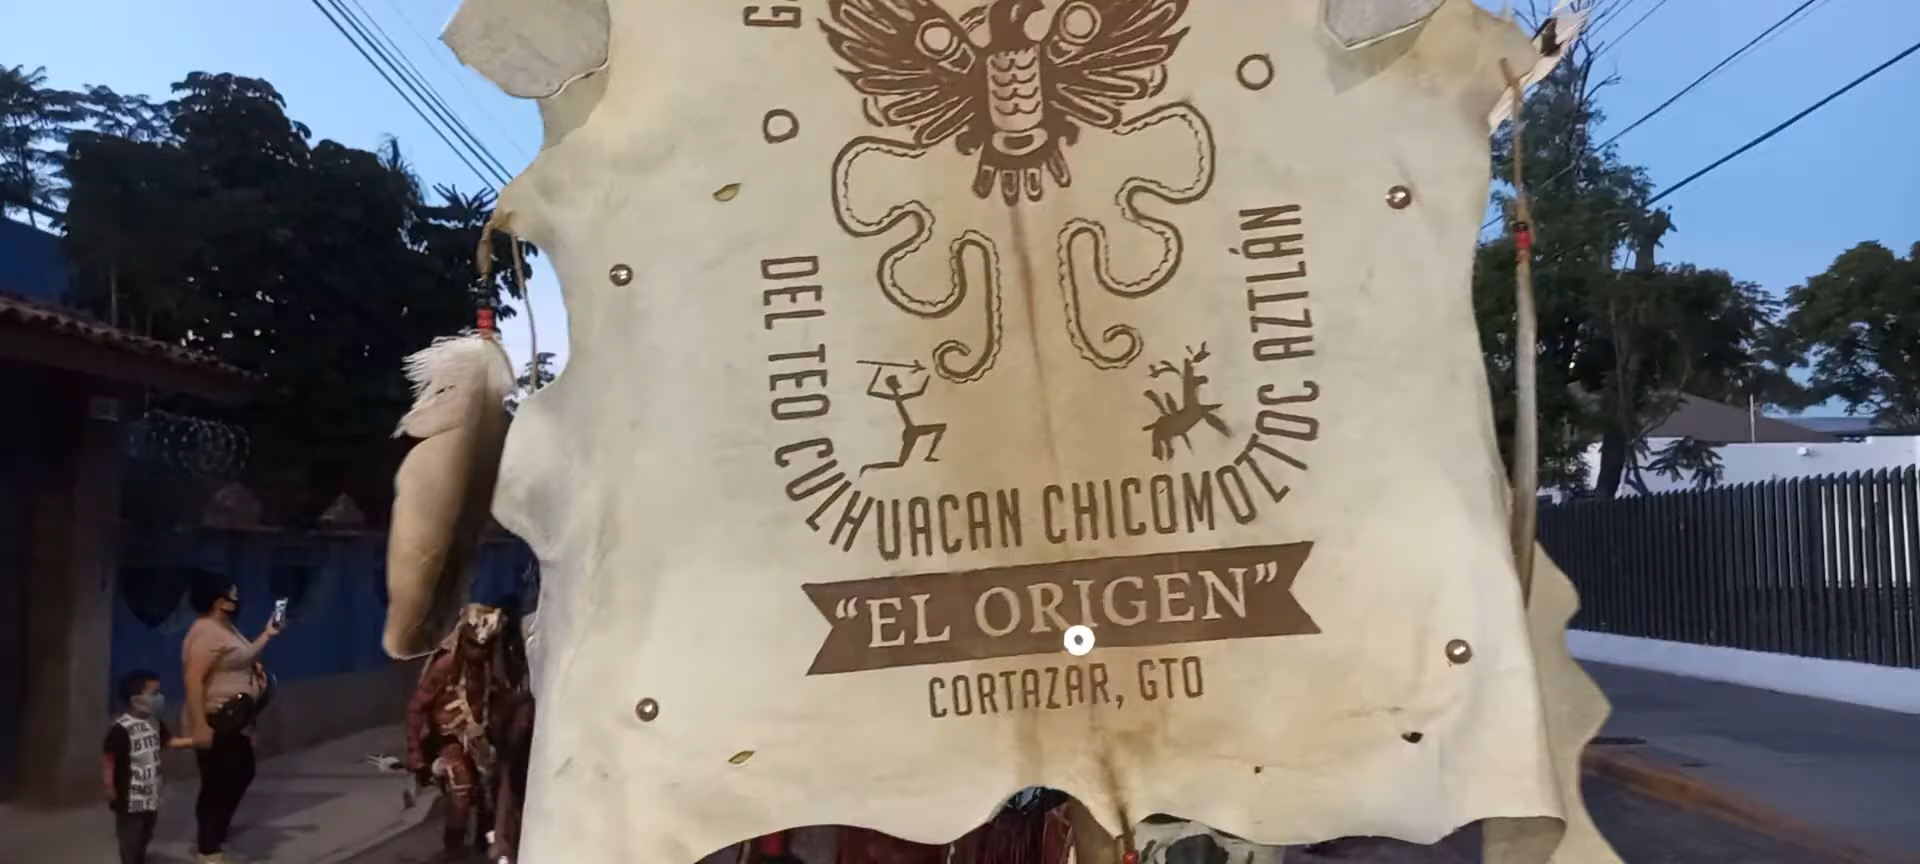 DEL TEO CULHUACAN CHICOMOZTOC AZTLÁN
"EL ORIGEN"
CORTAZAR, GTO